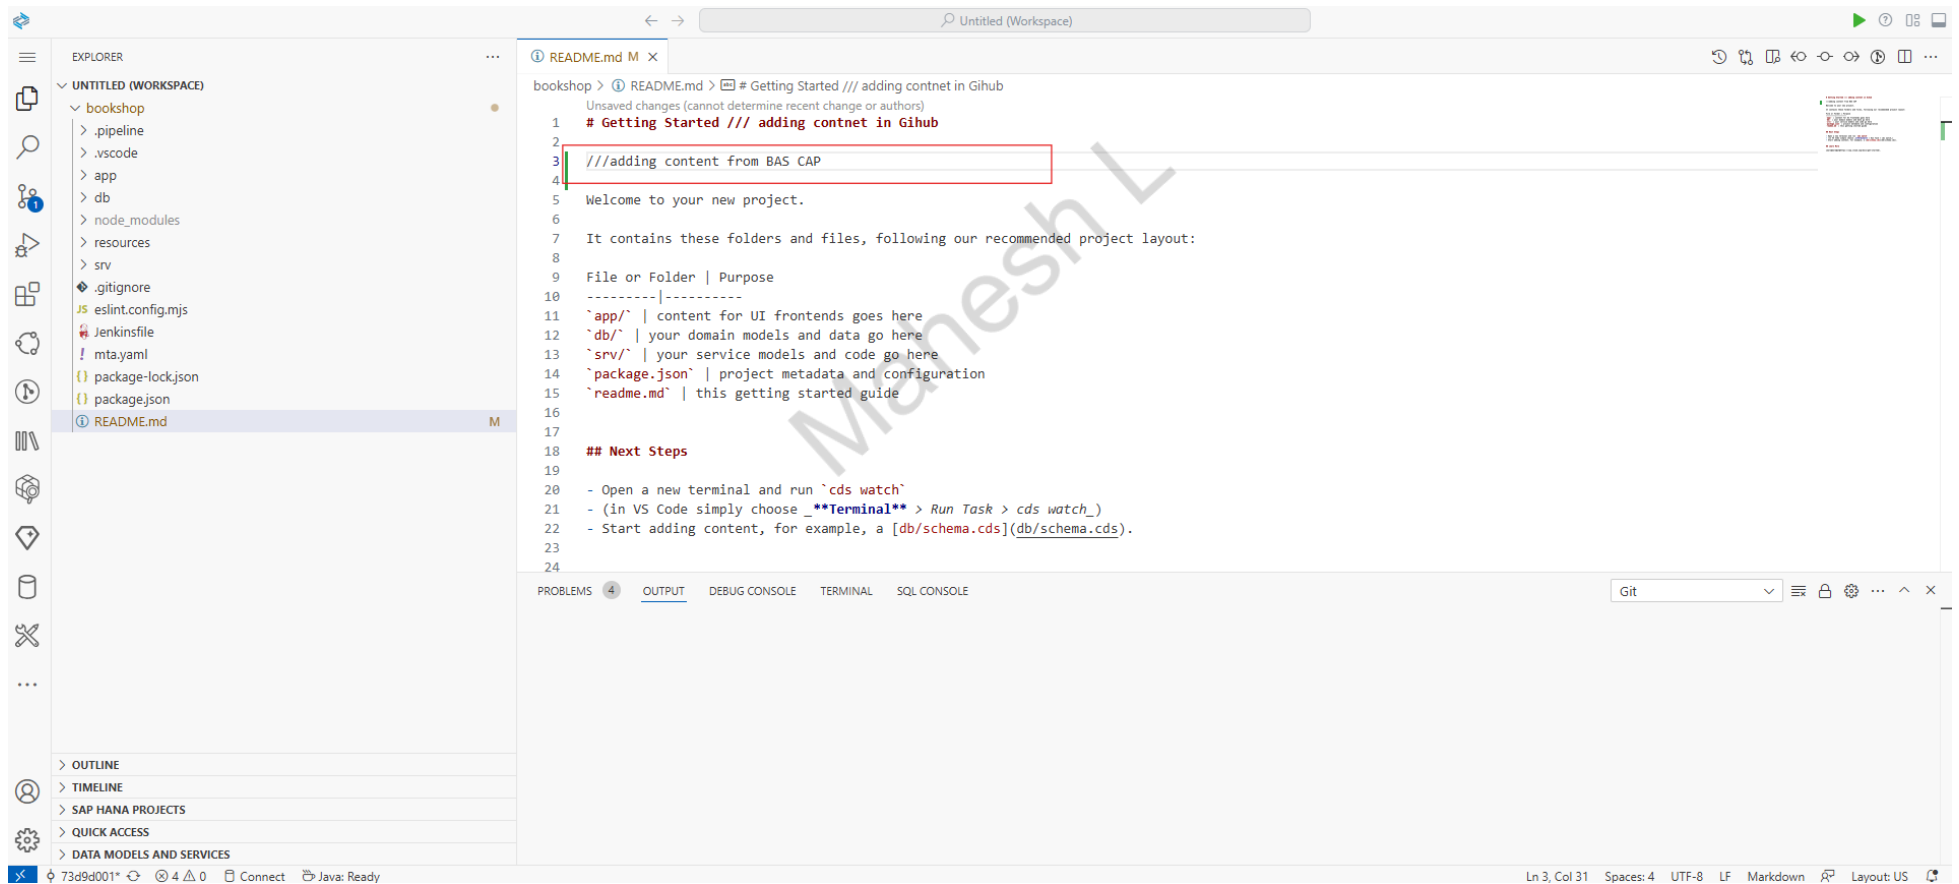 Untitled (Workspace)
EXPLORER
UNTITLED (WORKSPACE)
bookshop
.pipeline
.vscode
app
db
node_modules
resources
srv
.gitignore
JS eslint.config.mjs
Jenkinsfile
! mta.yaml
{} package-lock.json
{} package.json
README.md M
1
OUTLINE
TIMELINE
SAP HANA PROJECTS
QUICK ACCESS
DATA MODELS AND SERVICES
README.md M
bookshop > README.md > # Getting Started /// adding contnet in Gihub
Unsaved changes (cannot determine recent change or authors)
1 # Getting Started /// adding contnet in Gihub
2
3 ///adding content from BAS CAP
4
5 Welcome to your new project.
6
7 It contains these folders and files, following our recommended project layout:
8
9 File or Folder | Purpose
10 ---------|----------
11 `app/` | content for UI frontends goes here
12 `db/` | your domain models and data go here
13 `srv/` | your service models and code go here
14 `package.json` | project metadata and configuration
15 `readme.md` | this getting started guide
16
17
18 ## Next Steps
19
20 - Open a new terminal and run `cds watch`
21 - (in VS Code simply choose _**Terminal** > Run Task > cds watch_)
22 - Start adding content, for example, a [db/schema.cds](db/schema.cds).
23
24
Mahesh L
PROBLEMS 4 OUTPUT DEBUG CONSOLE TERMINAL SQL CONSOLE Git
73d9d001* 4 0 Connect Java: Ready Ln 3, Col 31 Spaces: 4 UTF-8 LF Markdown Layout: US